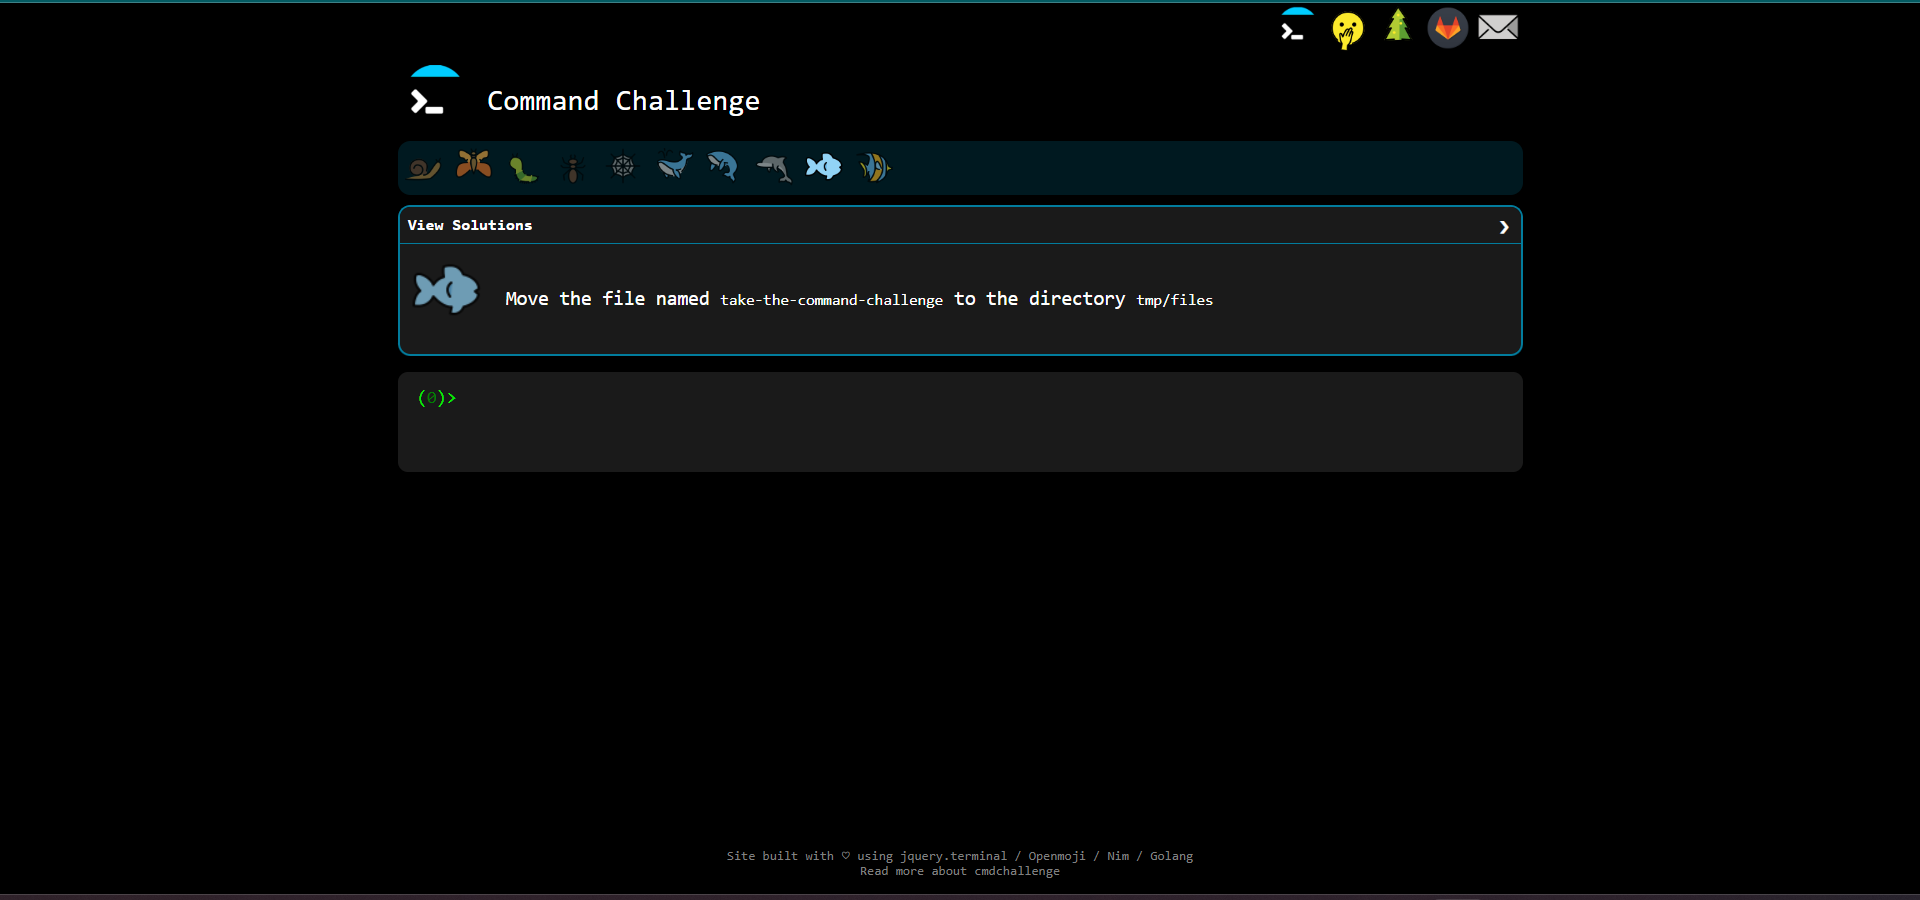 Command Challenge
View Solutions
Move the file named take-the-command-challenge to the directory tmp/files
(0)>
Site built with ♡ using jquery.terminal / Openmoji / Nim / Golang
Read more about cmdchallenge